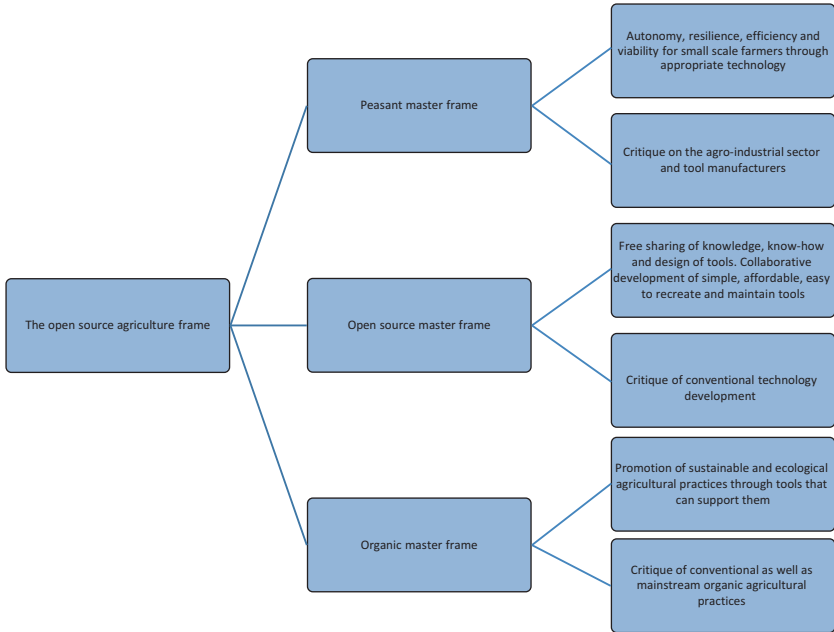 Autonomy, resilience, efficiency and
viability for small scale farmers through
appropriate technology
Peasant master frame
Critique on the agro-industrial sector
and tool manufacturers
Free sharing of knowledge, know-how
and design of tools. Collaborative
development of simple, affordable, easy
to recreate and maintain tools
The open source agriculture frame
Open source master frame
Critique of conventional technology
development
Promotion of sustainable and ecological
agricultural practices through tools that
can support them
Organic master frame
Critique of conventional as well as
mainstream organic agricultural
practices